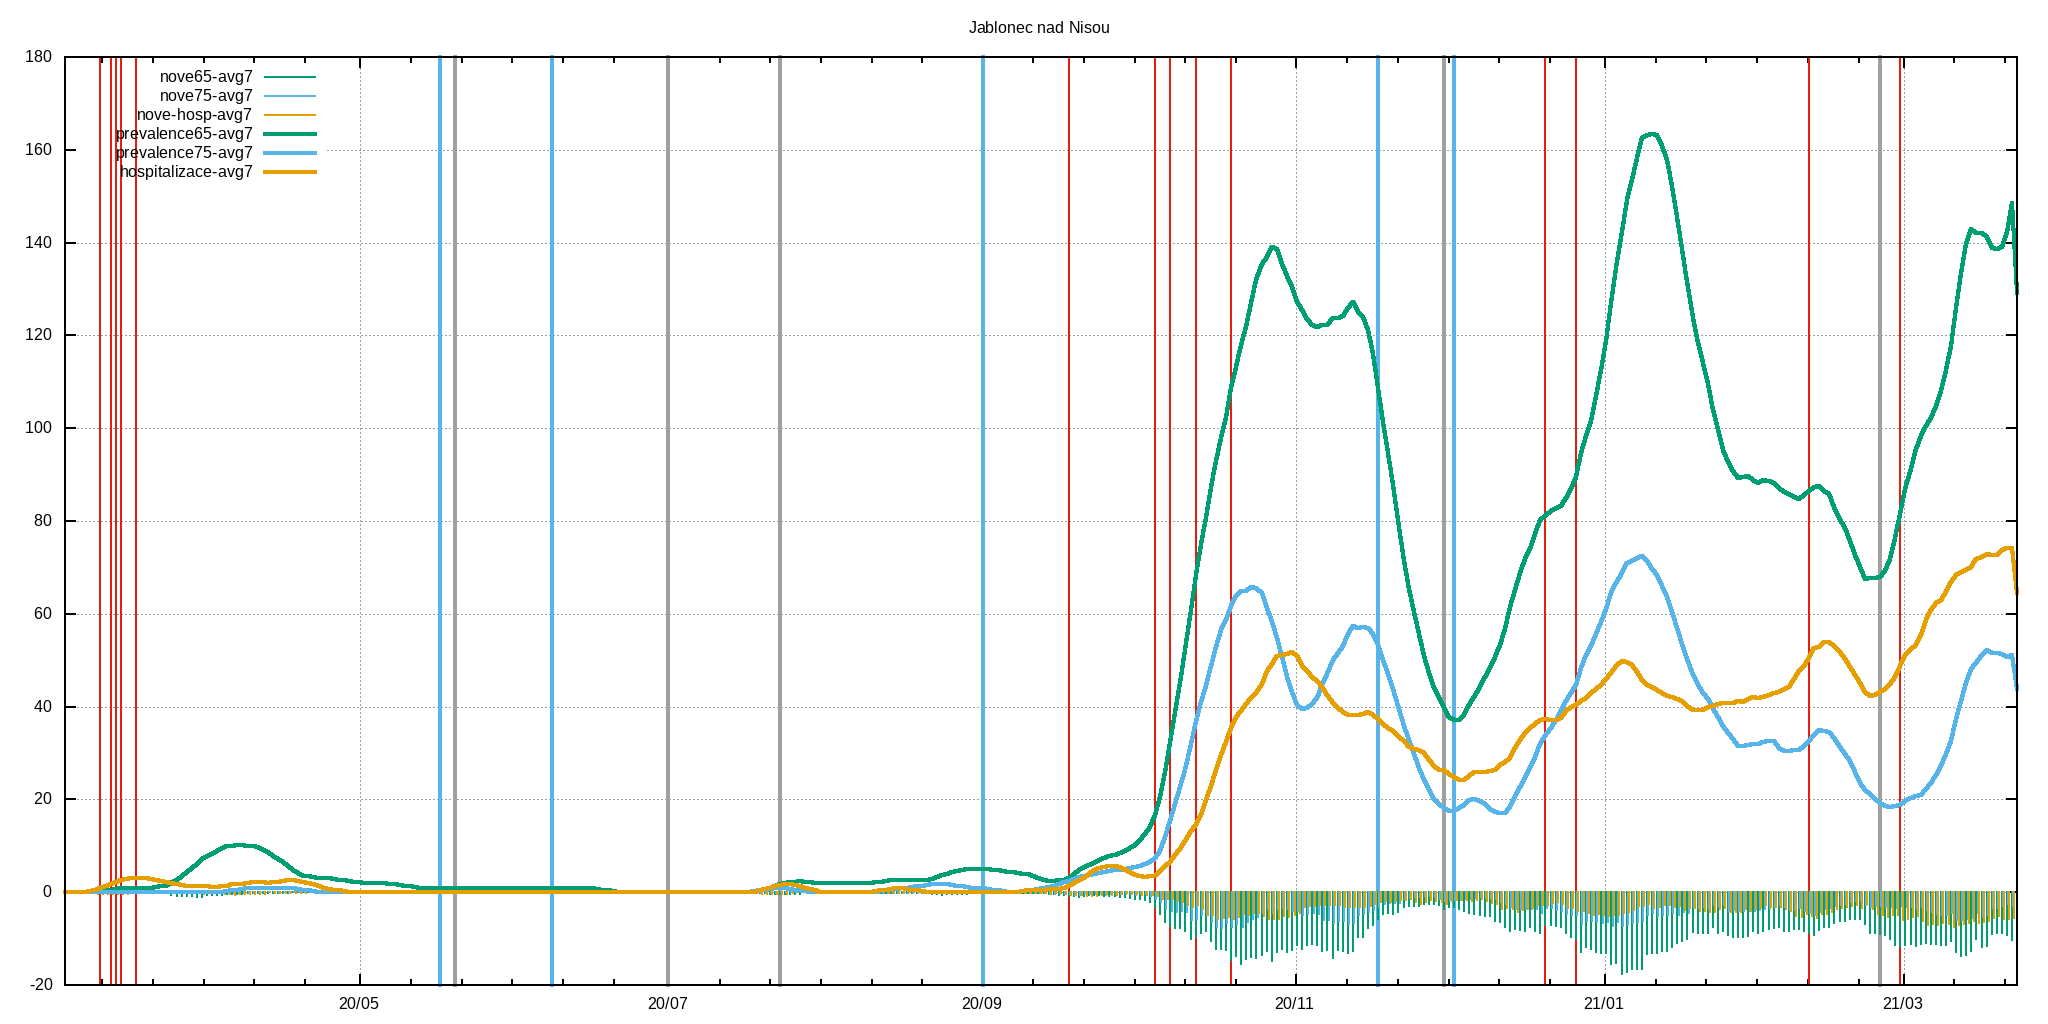 Jablonec nad Nisou
180
160
140
120
100
80
60
40
20
0
-20
nove65-avg7
nove75-avg7
nove-hosp-avg7
prevalence65-avg7
prevalence75-avg7
hospitalizace-avg7
20/05
20/07
20/09
20/11
21/01
21/03